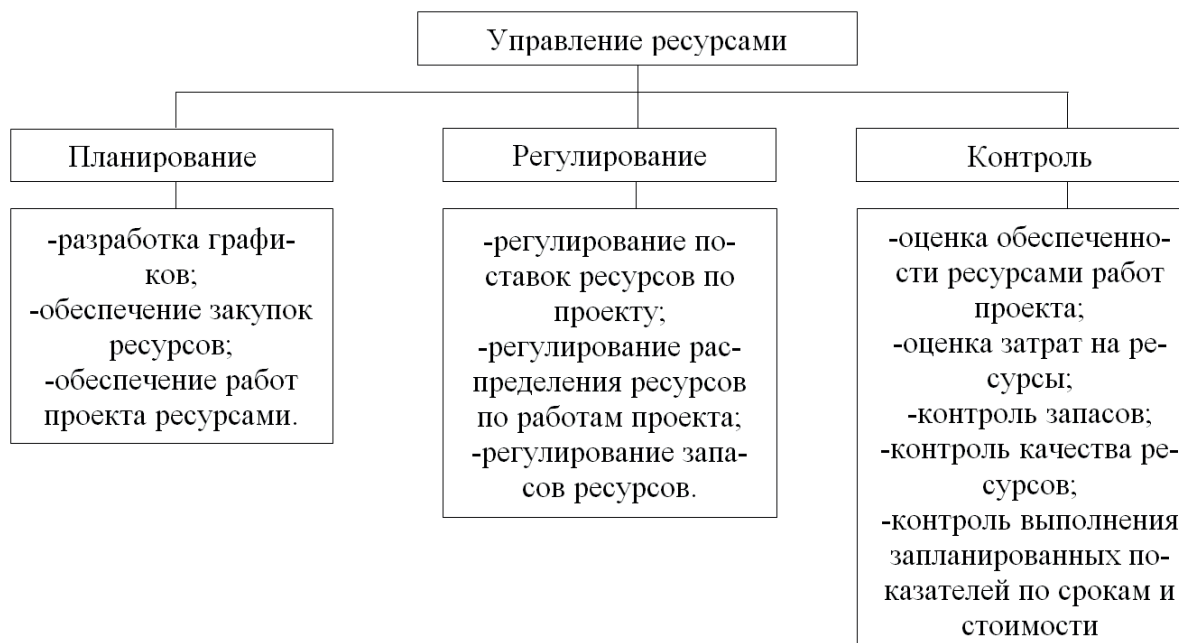 Управление ресурсами
Планирование
-разработка графи-
ков;
-обеспечение закупок
ресурсов;
-обеспечение работ
проекта ресурсами.
Регулирование
-регулирование по-
ставок ресурсов по
проекту;
-регулирование рас-
пределения ресурсов
по работам проекта;
-регулирование запа-
сов ресурсов.
Контроль
-оценка обеспеченно-
сти ресурсами работ
проекта;
-оценка затрат на ре-
сурсы;
-контроль запасов;
-контроль качества ре-
сурсов;
-контроль выполнения
запланированных по-
казателей по срокам и
стоимости